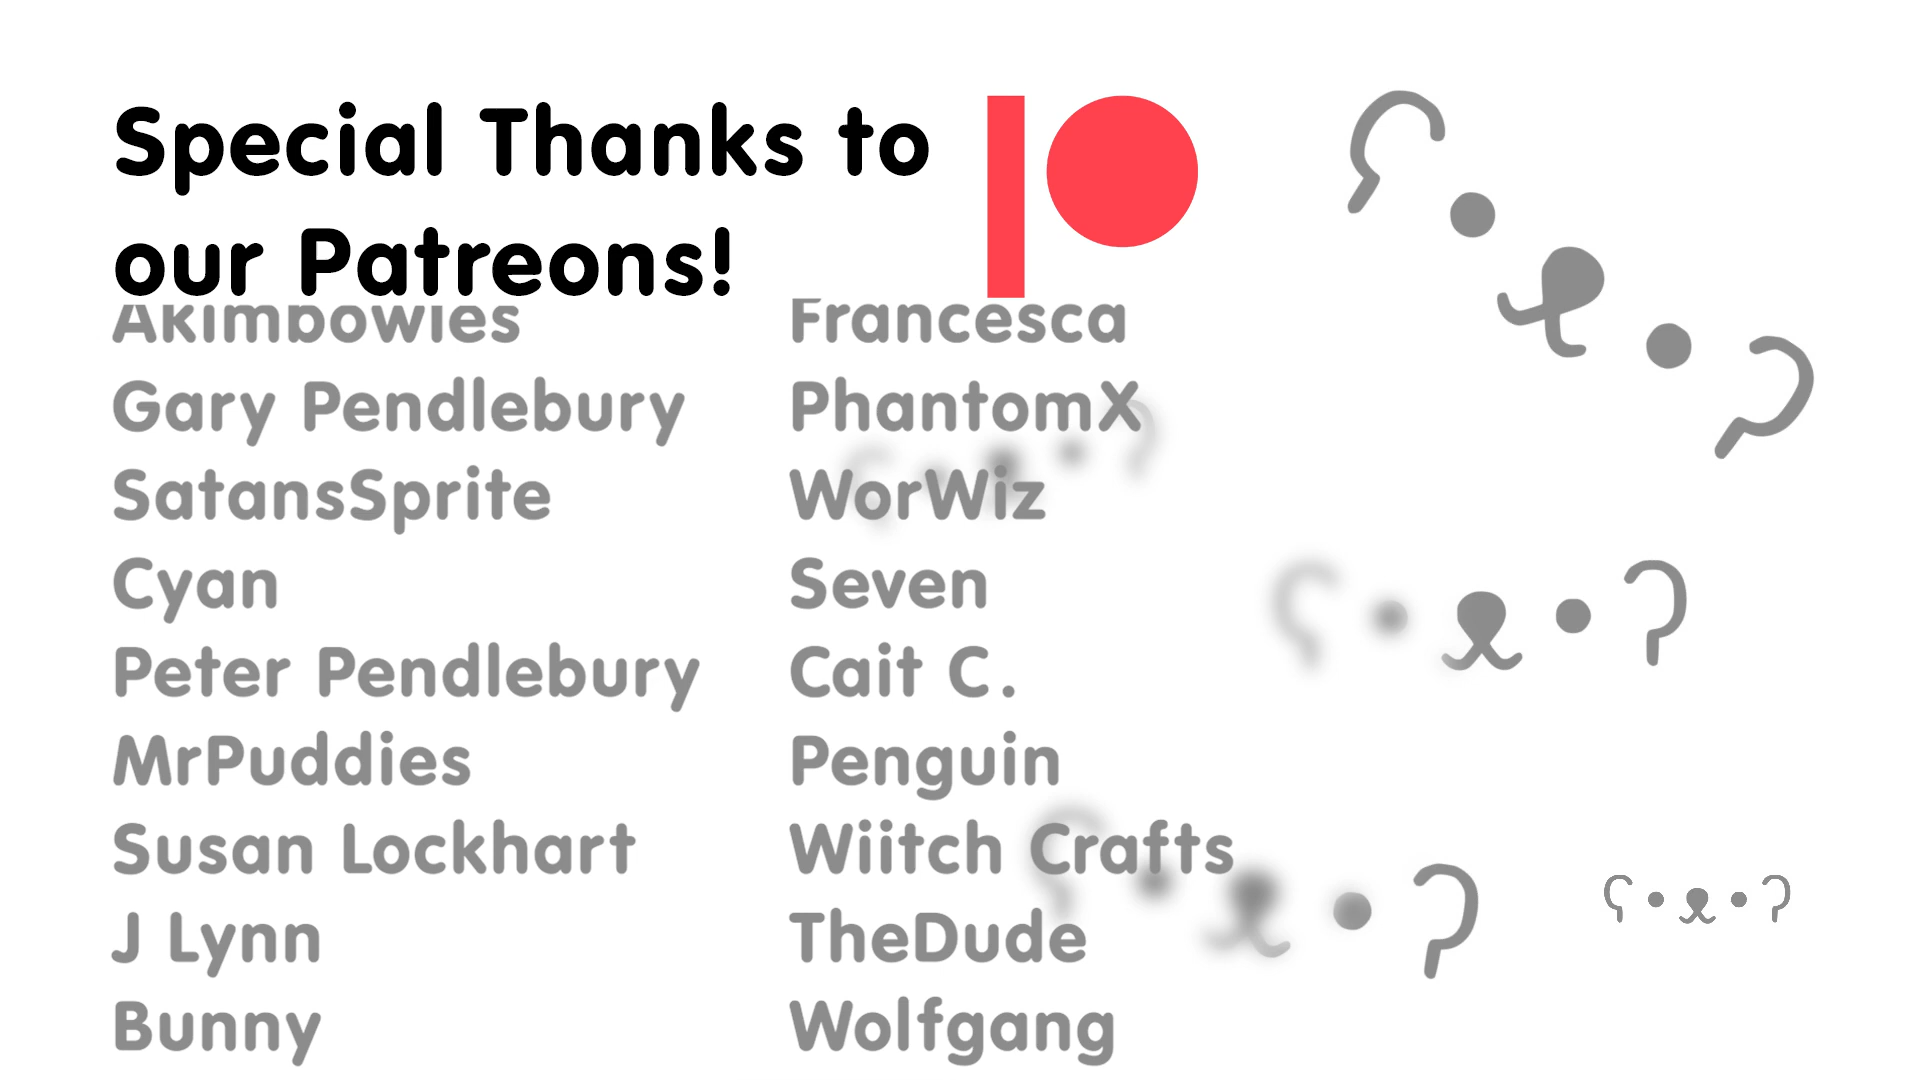 Special Thanks to
our Patreons!
Akimbowies
Gary Pendlebury
SatansSprite
Cyan
Peter Pendlebury
MrPuddies
Susan Lockhart
J Lynn
Bunny
Francesca
PhantomX
WorWiz
Seven
Cait C.
Penguin
Wiitch Crafts
TheDude
Wolfgang
ʕ•ᴥ•ʔ
ʕ•ᴥ•ʔ
ʕ•ᴥ•ʔ
ʕ•ᴥ•ʔ
ʕ•ᴥ•ʔ